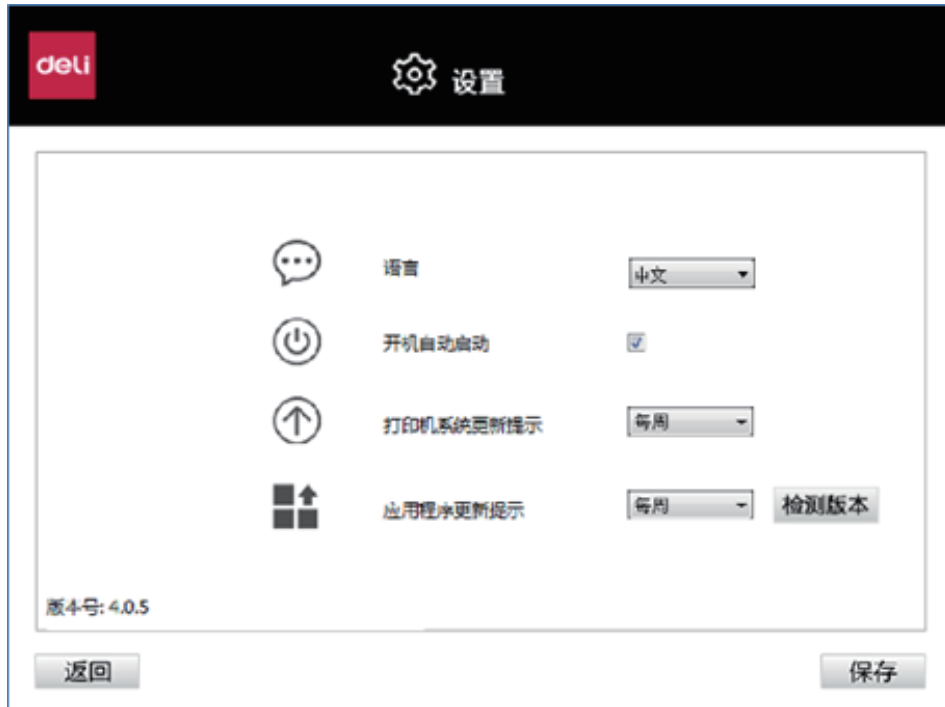 deli
设置
语言 中文
开机自动启动
打印机系统更新提示 每周
应用程序更新提示 每周 检测版本
版本号: 4.0.5
返回 保存